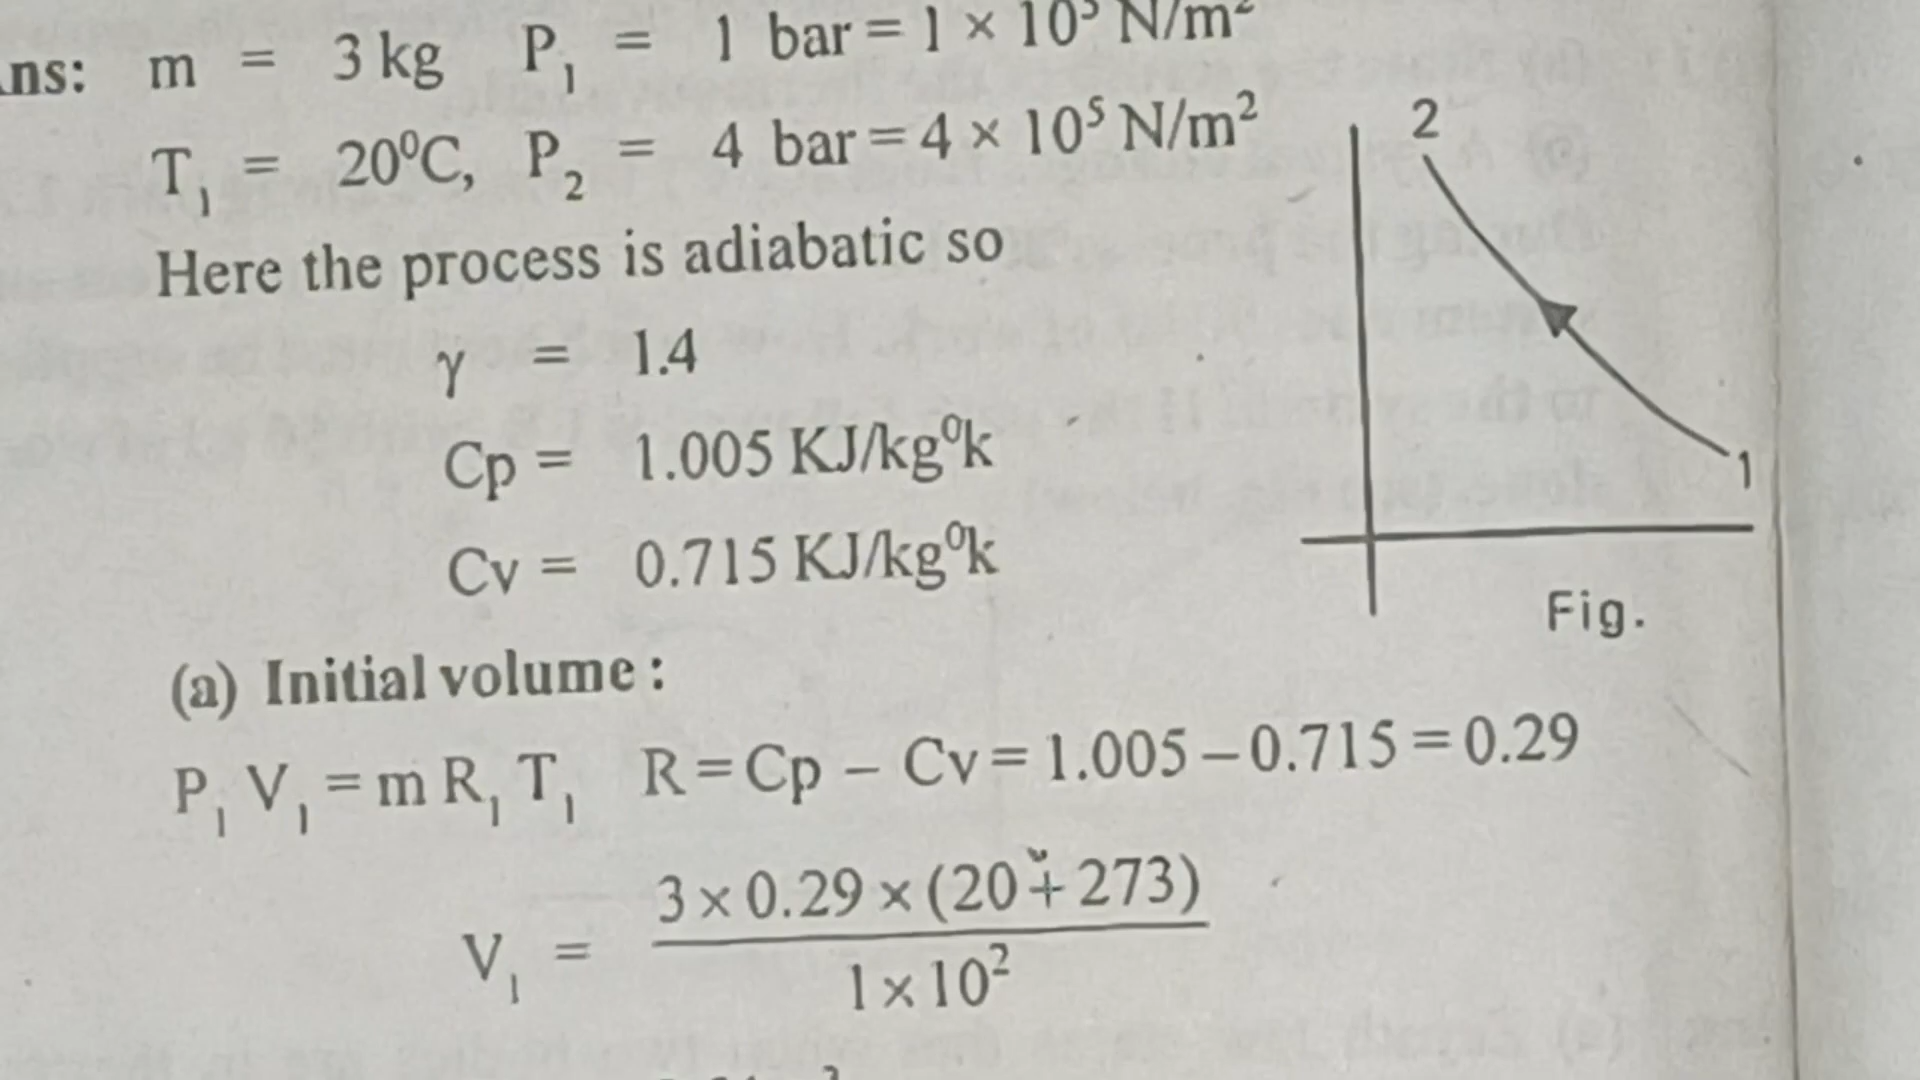 ns: m = 3 kg P₁ = 1 bar = 1 × 10⁵ N/m²
T₁ = 20⁰C, P₂ = 4 bar = 4 × 10⁵ N/m²
2
Here the process is adiabatic so
γ = 1.4
Cp = 1.005 KJ/kg⁰k
1
Cv = 0.715 KJ/kg⁰k
Fig.
(a) Initial volume :
P₁ V₁ = m R₁ T₁ R = Cp – Cv = 1.005 – 0.715 = 0.29
V₁ = 3 × 0.29 × (20 + 273)
1 × 10²